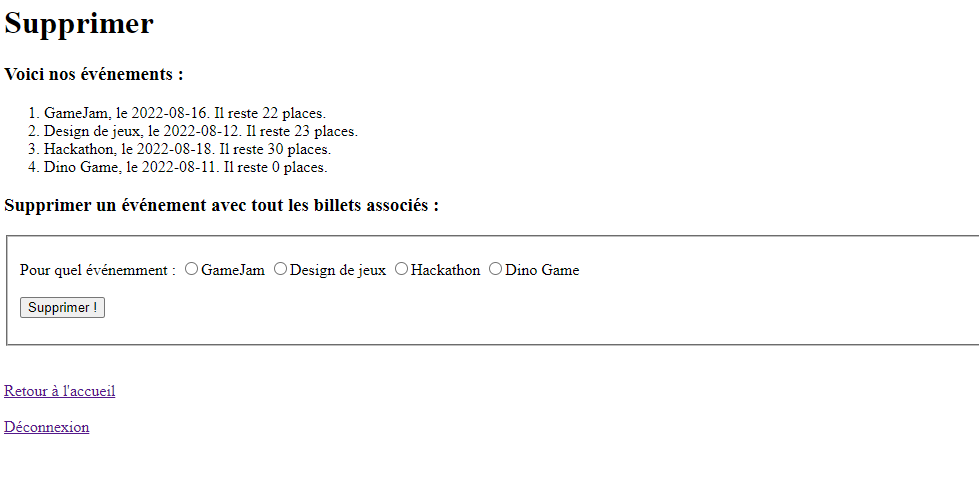 Supprimer
Voici nos événements :
1. GameJam, le 2022-08-16. Il reste 22 places.
2. Design de jeux, le 2022-08-12. Il reste 23 places.
3. Hackathon, le 2022-08-18. Il reste 30 places.
4. Dino Game, le 2022-08-11. Il reste 0 places.
Supprimer un événement avec tout les billets associés :
Pour quel événemment : GameJam Design de jeux Hackathon Dino Game
Supprimer !
Retour à l'accueil
Déconnexion